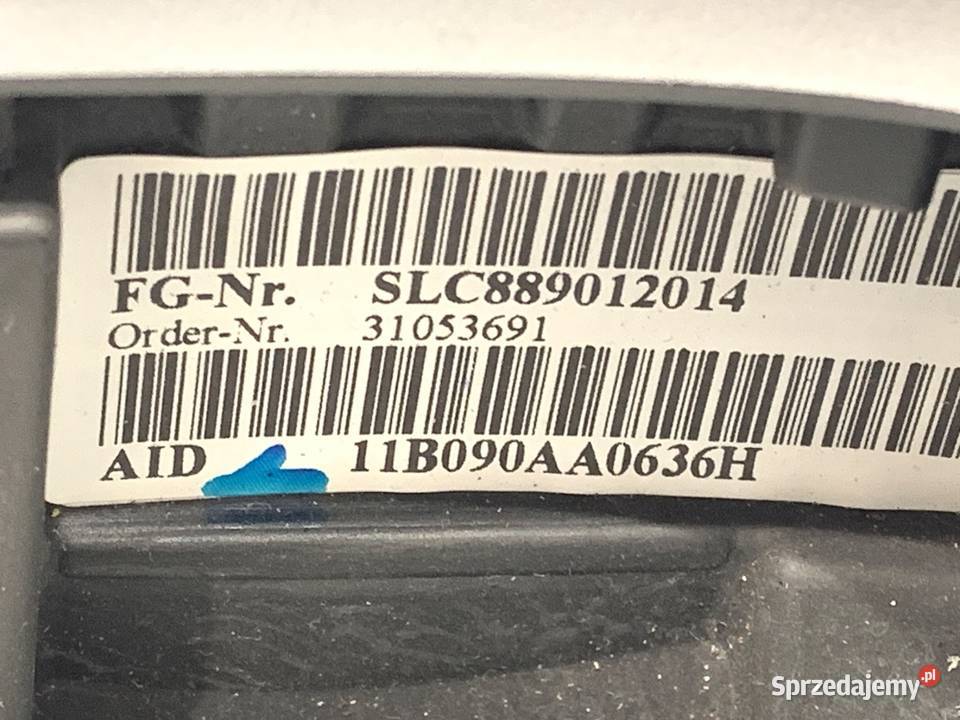 FG-Nr. SLC889012014
Order-Nr. 31053691
AID 11B090AA0636H
Sprzedajemy.pl